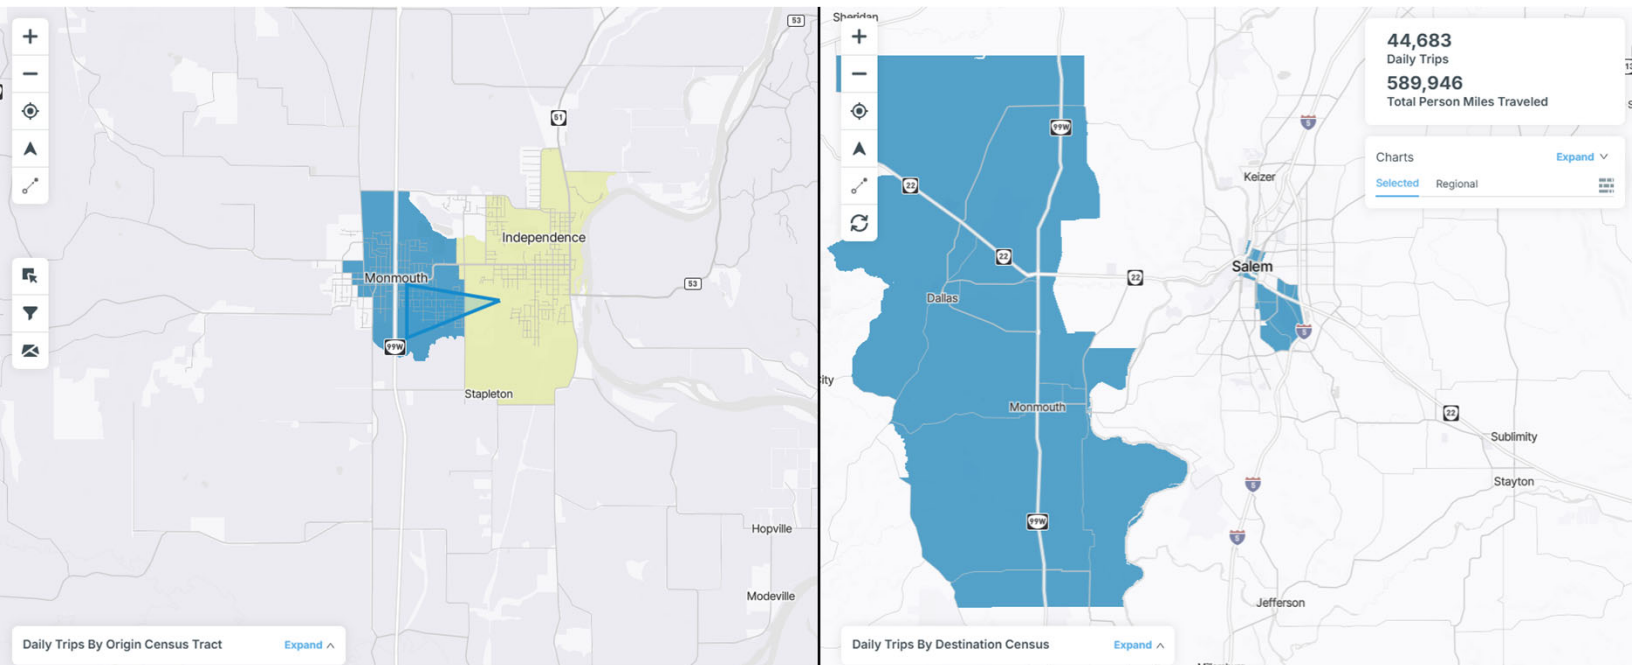 53
51
Independence
Monmouth
53
99W
Stapleton
Hopville
Modeville
Daily Trips By Origin Census Tract Expand
Sheridan
44,683
Daily Trips
589,946
Total Person Miles Traveled
99W
5
Charts Expand
Selected Regional
Keizer
22
22
Salem
22
Dallas
5
ity
Monmouth
22
Sublimity
Stayton
5
99W
5
Jefferson
Daily Trips By Destination Census Expand